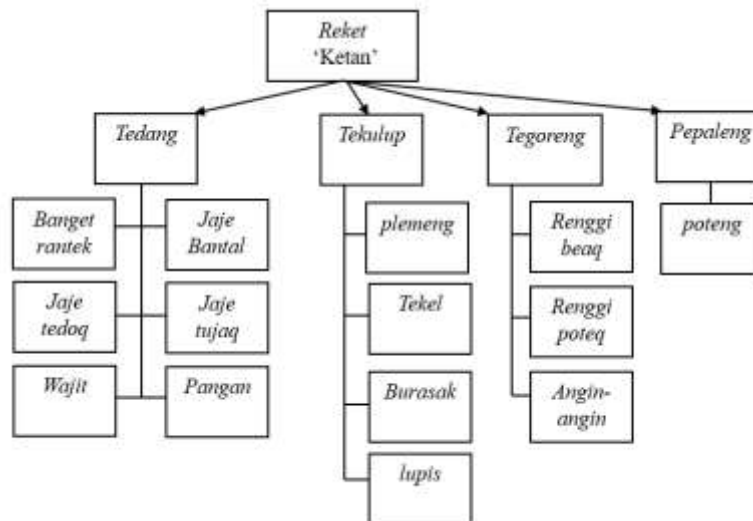 Reket
‘Ketan’
Tedang
Tekulup
Tegoreng
Pepaleng
Banget
rantek
Jaje
Bantal
plemeng
Renggi
beaq
poteng
Jaje
tedoq
Jaje
tujaq
Tekel
Renggi
poteq
Wajit
Pangan
Burasak
Angin-
angin
lupis